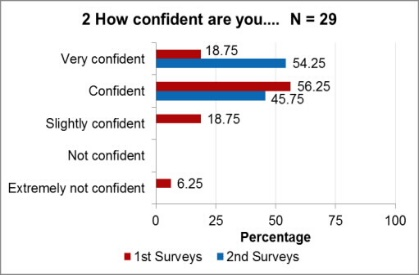 2 How confident are you.... N = 29
Very confident
18.75
54.25
Confident
56.25
45.75
Slightly confident
18.75
Not confident
Extremely not confident
6.25
0 25 50 75 100
Percentage
1st Surveys 2nd Surveys